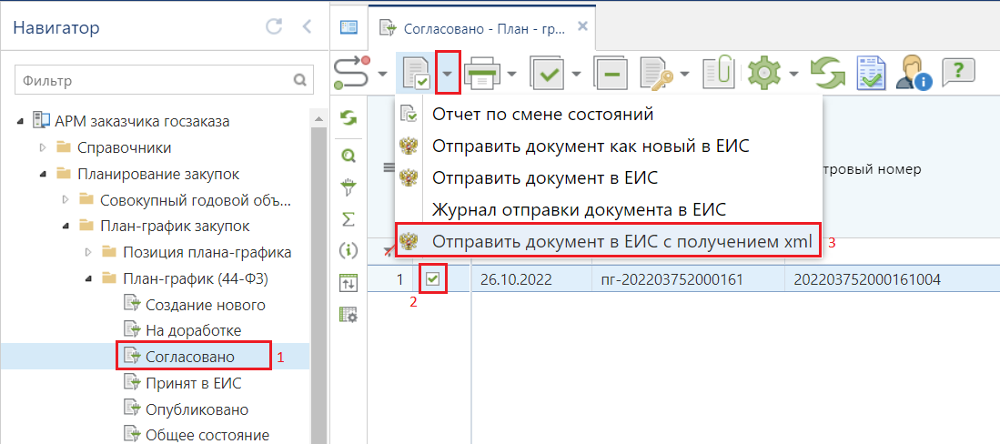 Навигатор
Согласовано - План - гр...
Фильтр
АРМ заказчика госзаказа
Справочники
Планирование закупок
Совокупный годовой объ...
План-график закупок
Позиция плана-графика
План-график (44-ФЗ)
Создание нового
На доработке
Согласовано 1
Принят в ЕИС
Опубликовано
Общее состояние
Отчет по смене состояний
Отправить документ как новый в ЕИС
Отправить документ в ЕИС
Журнал отправки документа в ЕИС
Отправить документ в ЕИС с получением xml 3
тровый номер
1 26.10.2022 пг-202203752000161 202203752000161004
2